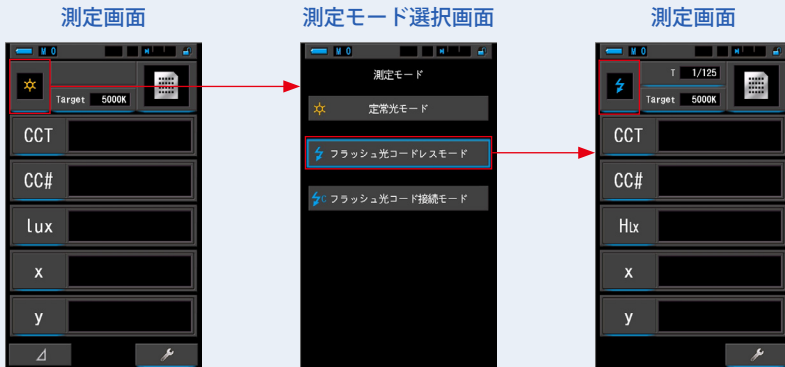 測定画面
M 0
Target 5000K
CCT
CC#
lux
x
y
測定モード選択画面
M 0
測定モード
定常光モード
フラッシュ光コードレスモード
C フラッシュ光コード接続モード
測定画面
M 0
T 1/125
Target 5000K
CCT
CC#
Hlx
x
y